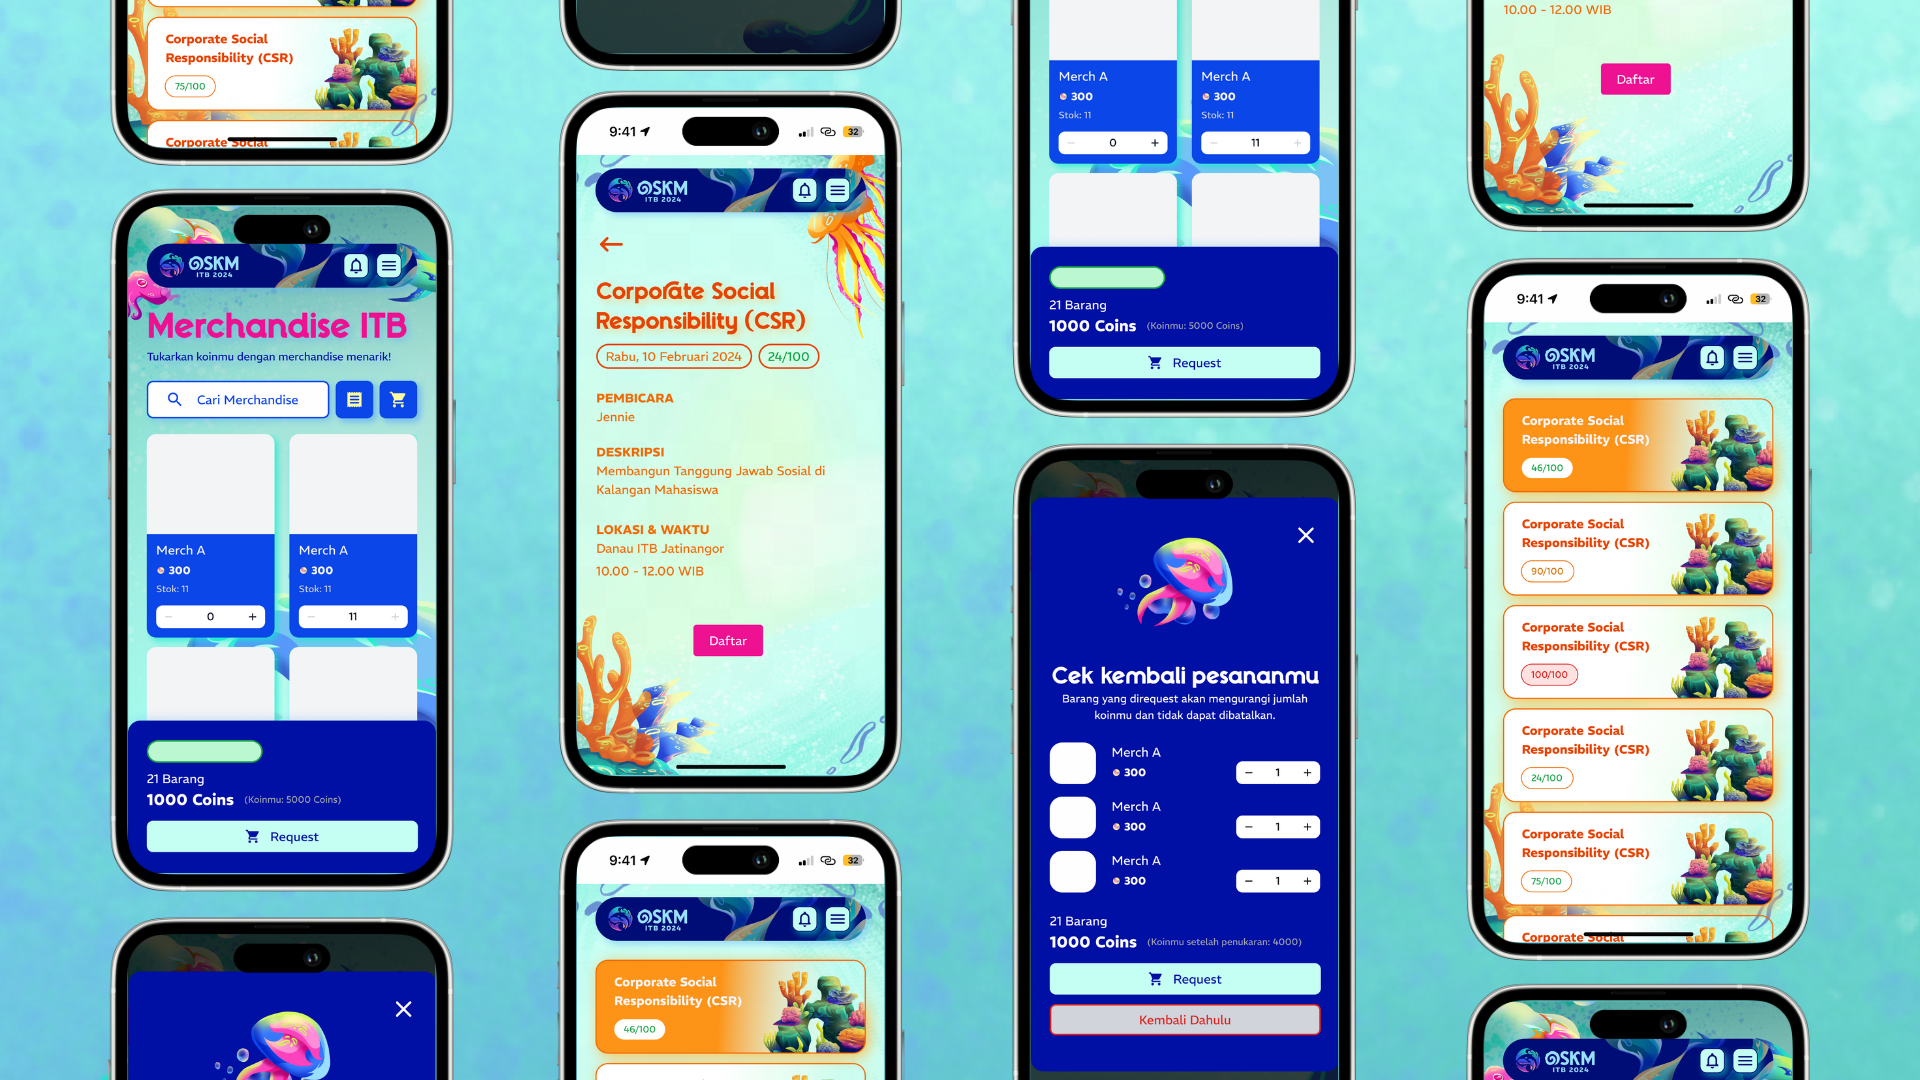 Corporate Social
Responsibility (CSR)
75/100
Corporate Social
OSKM
ITB 2024
Merchandise ITB
Tukarkan koinmu dengan merchandise menarik!
Cari Merchandise
Merch A
300
Stok: 11
0
Merch A
300
Stok: 11
11
21 Barang
1000 Coins (Koinmu: 5000 Coins)
Request
9:41
32
OSKM
ITB 2024
Corporate Social
Responsibility (CSR)
Rabu, 10 Februari 2024
24/100
PEMBICARA
Jennie
DESKRIPSI
Membangun Tanggung Jawab Sosial di
Kalangan Mahasiswa
LOKASI & WAKTU
Danau ITB Jatinangor
10.00 - 12.00 WIB
Daftar
9:41
32
OSKM
ITB 2024
Corporate Social
Responsibility (CSR)
46/100
Merch A
300
Stok: 11
0
Merch A
300
Stok: 11
11
21 Barang
1000 Coins (Koinmu: 5000 Coins)
Request
Cek kembali pesananmu
Barang yang direquest akan mengurangi jumlah
koinmu dan tidak dapat dibatalkan.
Merch A
300
1
Merch A
300
1
Merch A
300
1
21 Barang
1000 Coins (Koinmu setelah penukaran: 4000)
Request
Kembali Dahulu
10.00 - 12.00 WIB
Daftar
9:41
32
OSKM
ITB 2024
Corporate Social
Responsibility (CSR)
46/100
Corporate Social
Responsibility (CSR)
90/100
Corporate Social
Responsibility (CSR)
100/100
Corporate Social
Responsibility (CSR)
24/100
Corporate Social
Responsibility (CSR)
75/100
Corporate Social
OSKM
ITB 2024